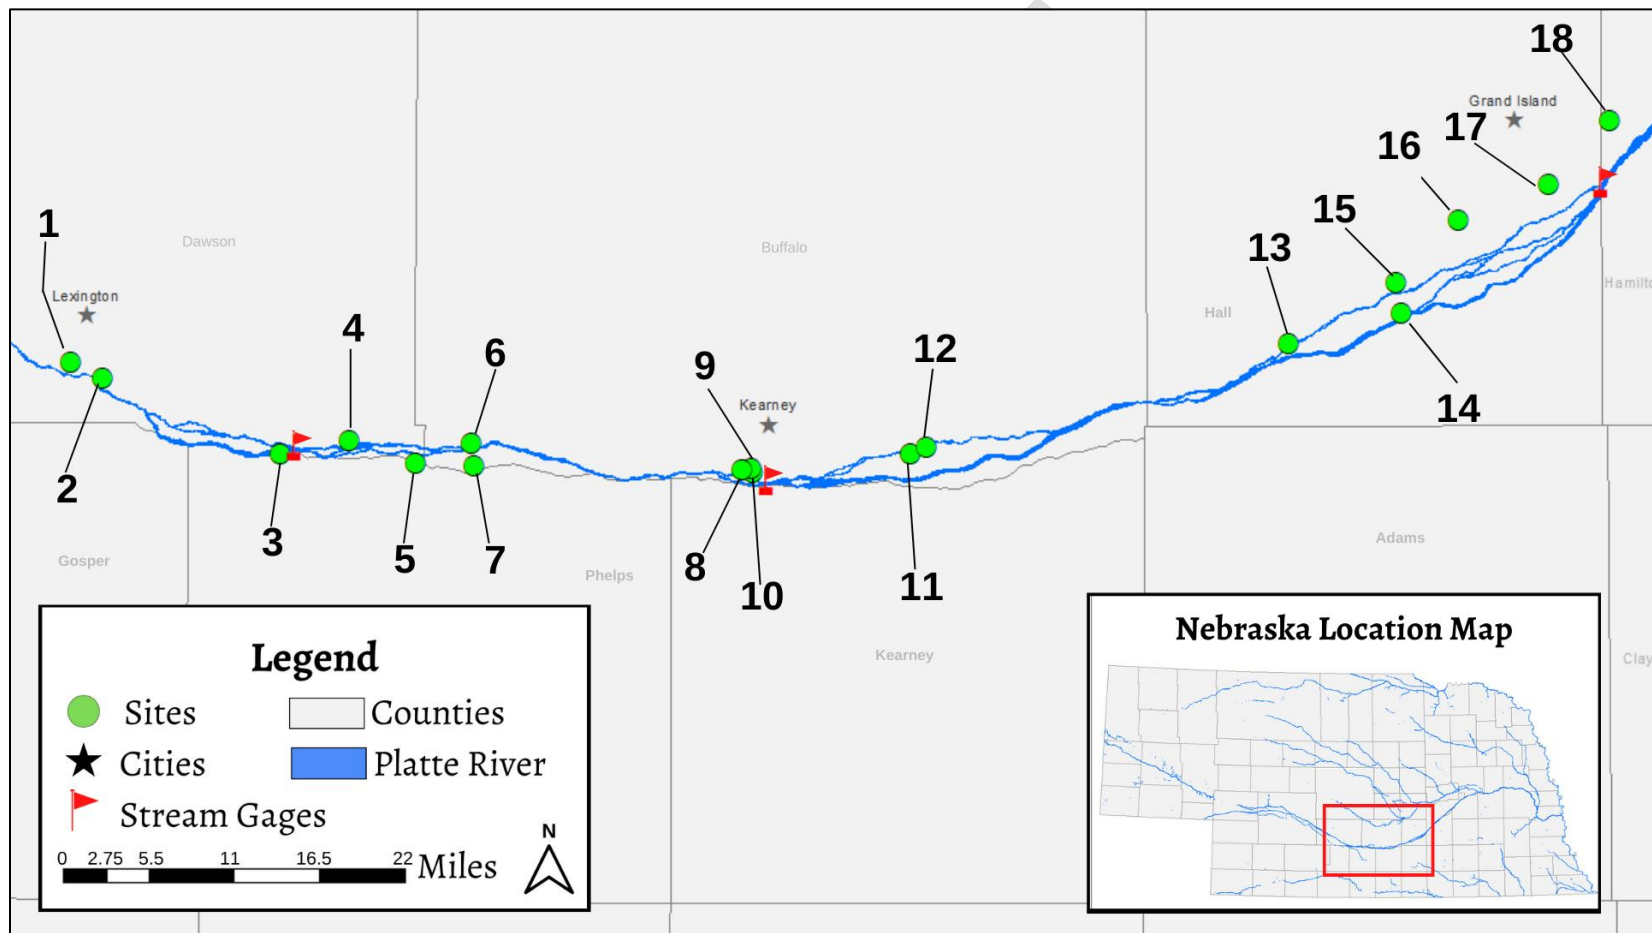 18
Grand Island
17
16
15
1
Dawson
Buffalo
13
Hamilto
Lexington
Hall
4
12
6
9
Kearney
14
2
3
5
7
8
10
11
Gosper
Phelps
Adams
Kearney
Clay
Legend
Sites
Counties
Cities
Platte River
Stream Gages
N
0 2.75 5.5 11 16.5 22 Miles
Nebraska Location Map